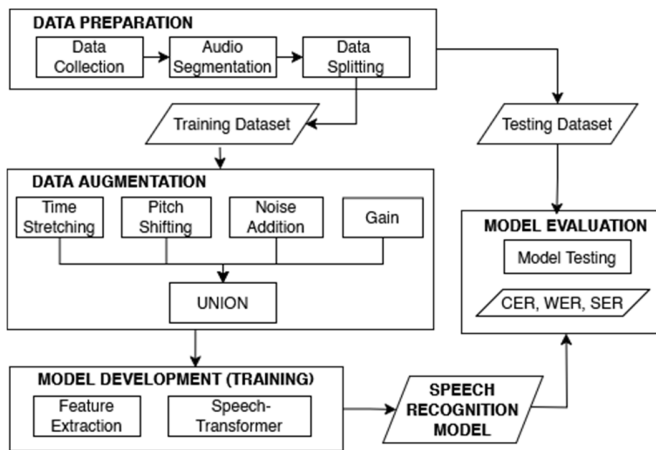 DATA PREPARATION
Data
Collection
Audio
Segmentation
Data
Splitting
Training Dataset
Testing Dataset
DATA AUGMENTATION
Time
Stretching
Pitch
Shifting
Noise
Addition
Gain
UNION
MODEL EVALUATION
Model Testing
CER, WER, SER
MODEL DEVELOPMENT (TRAINING)
Feature
Extraction
Speech-
Transformer
SPEECH
RECOGNITION
MODEL